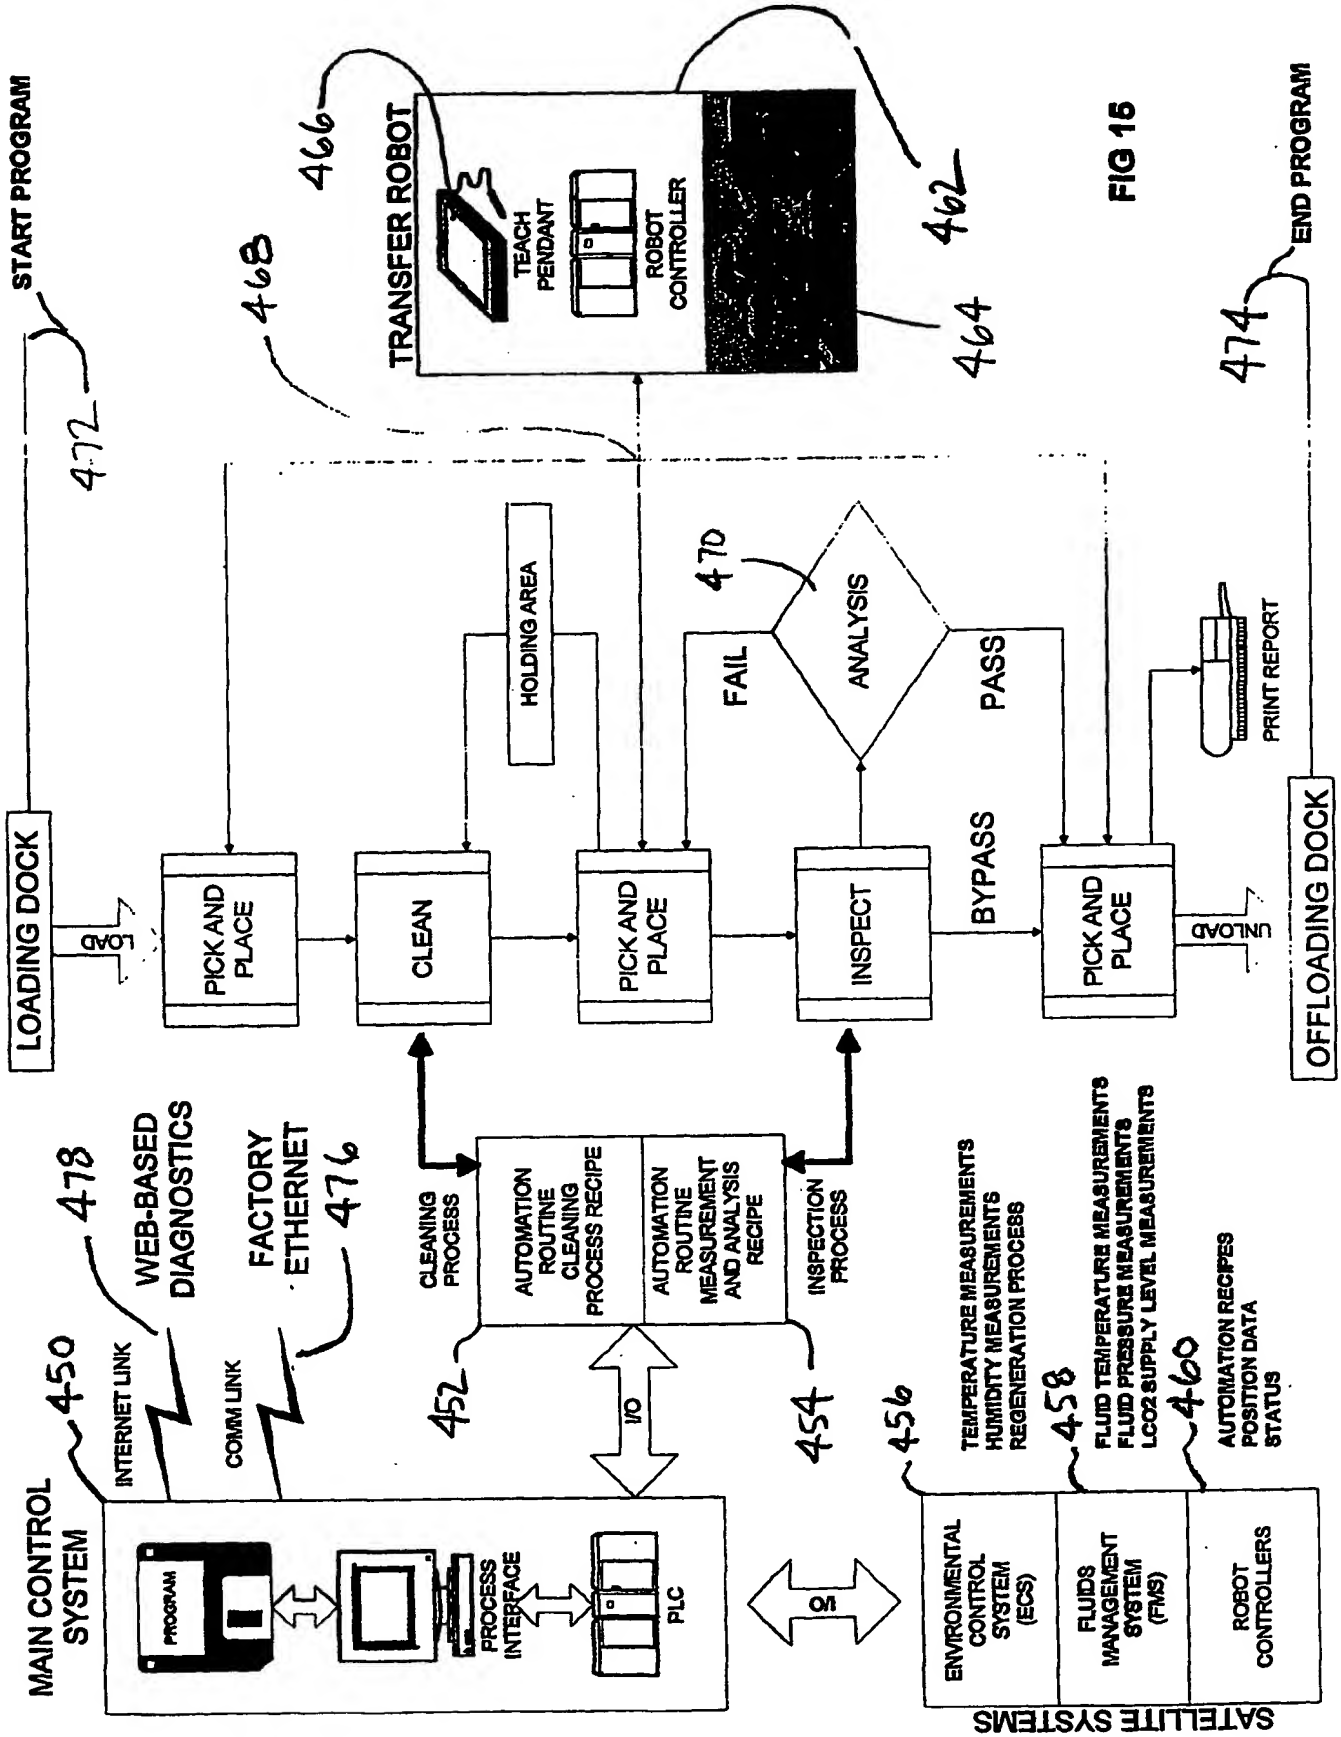 MAIN CONTROL
SYSTEM
450
INTERNET LINK
478
WEB-BASED
DIAGNOSTICS
COMM LINK
FACTORY
ETHERNET
476
PROGRAM
PROCESS
INTERFACE
PLC
I/O
I/O
452
CLEANING
PROCESS
AUTOMATION
ROUTINE
CLEANING
PROCESS RECIPE
AUTOMATION
ROUTINE
MEASUREMENT
AND ANALYSIS
RECIPE
INSPECTION
PROCESS
454
SATELLITE SYSTEMS
ENVIRONMENTAL
CONTROL
SYSTEM
(ECS)
FLUIDS
MANAGEMENT
SYSTEM
(FMS)
ROBOT
CONTROLLERS
456
TEMPERATURE MEASUREMENTS
HUMIDITY MEASUREMENTS
REGENERATION PROCESS
458
FLUID TEMPERATURE MEASUREMENTS
FLUID PRESSURE MEASUREMENTS
LCO2 SUPPLY LEVEL MEASUREMENTS
460
AUTOMATION RECIPES
POSITION DATA
STATUS
LOADING DOCK
LOAD
PICK AND
PLACE
CLEAN
PICK AND
PLACE
INSPECT
BYPASS
PICK AND
PLACE
UNLOAD
OFFLOADING DOCK
HOLDING AREA
FAIL
ANALYSIS
470
PASS
PRINT REPORT
472
START PROGRAM
468
466
TRANSFER ROBOT
TEACH
PENDANT
ROBOT
CONTROLLER
464
462
474
END PROGRAM
FIG 15